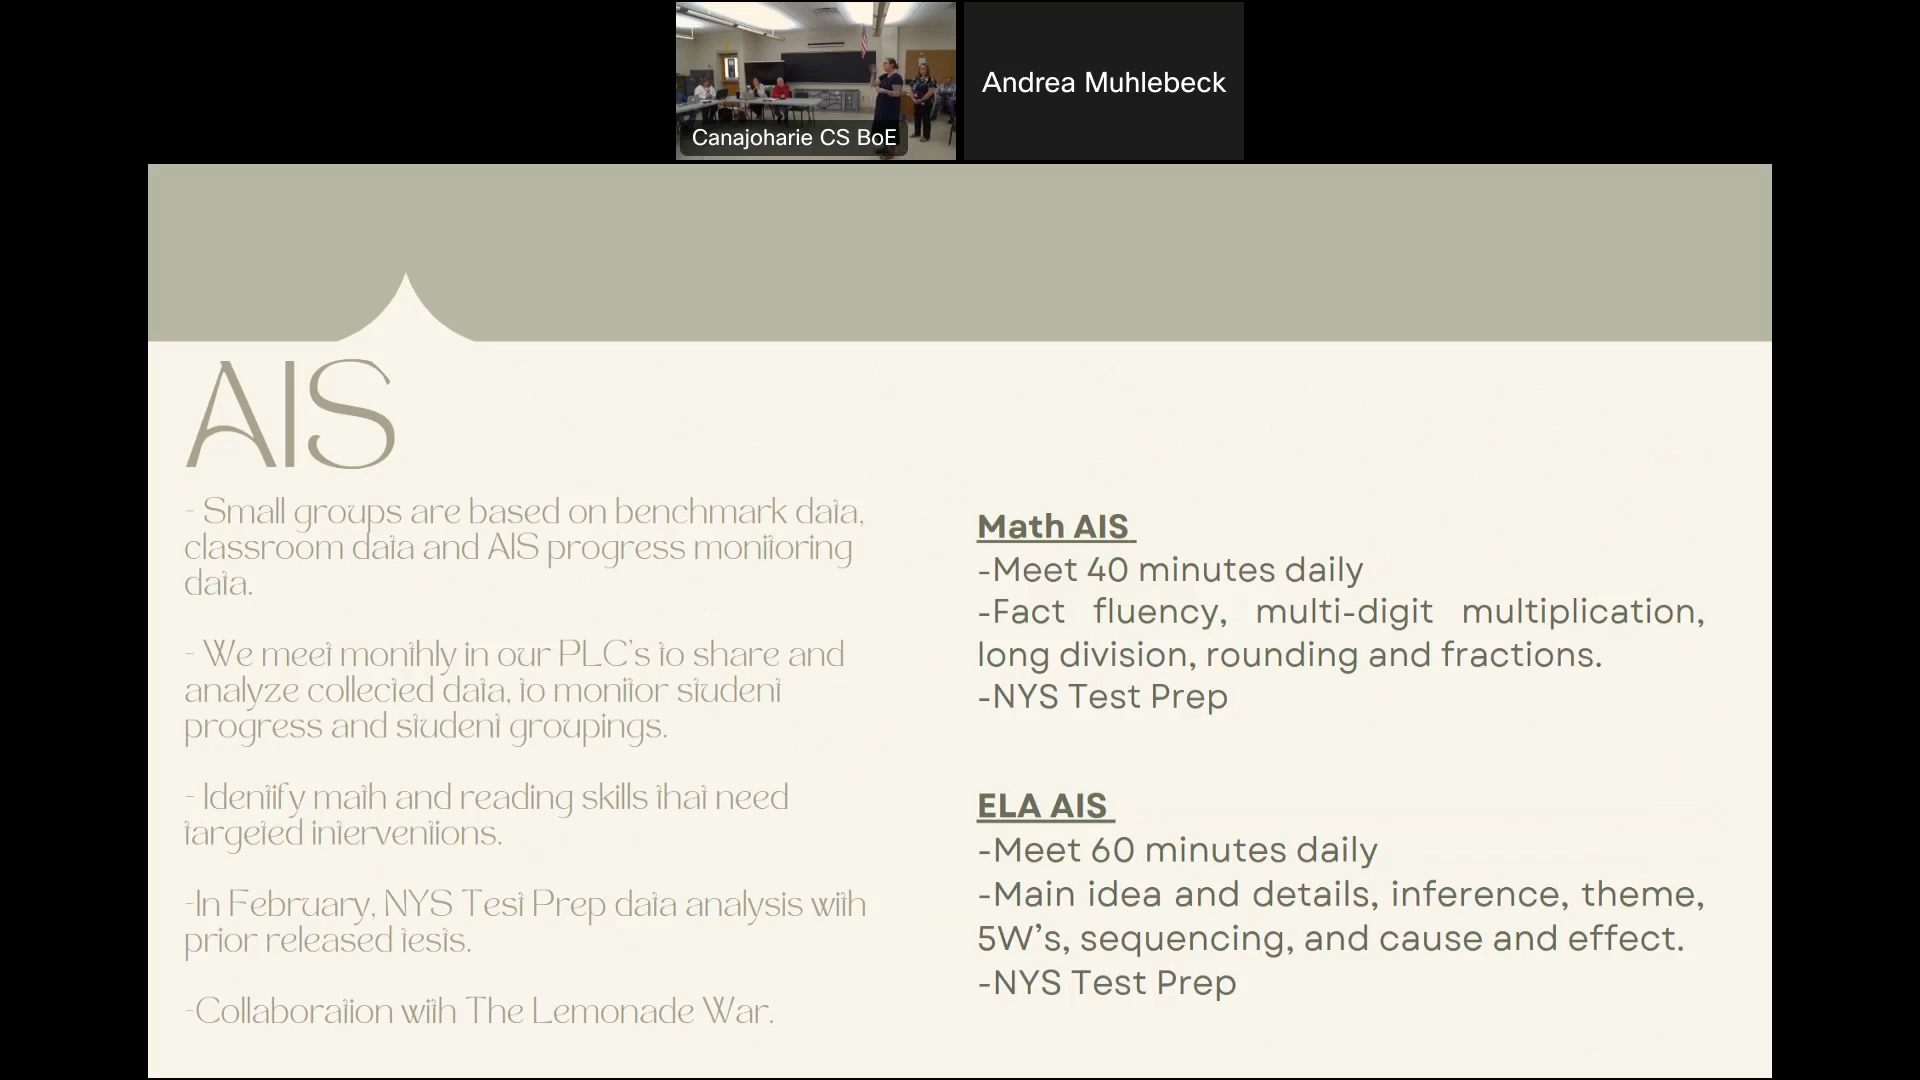 Canajoharie CS BoE
Andrea Muhlebeck
AIS
- Small groups are based on benchmark data,
classroom data and AIS progress monitoring
data.
- We meet monthly in our PLC's to share and
analyze collected data, to monitor student
progress and student groupings.
- Identify math and reading skills that need
targeted interventions.
-In February, NYS Test Prep data analysis with
prior released tests.
-Collaboration with The Lemonade War.
Math AIS
-Meet 40 minutes daily
-Fact fluency, multi-digit multiplication,
long division, rounding and fractions.
-NYS Test Prep
ELA AIS
-Meet 60 minutes daily
-Main idea and details, inference, theme,
5W's, sequencing, and cause and effect.
-NYS Test Prep